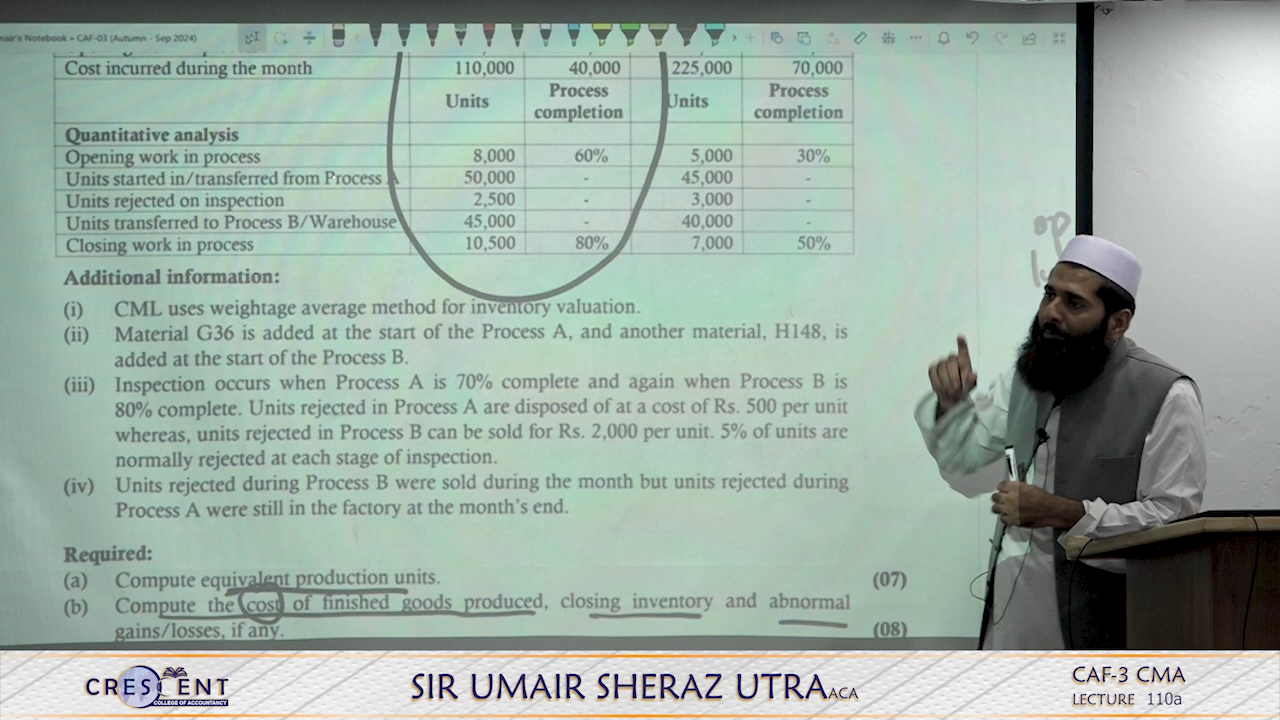 mair's Notebook » CAF-03 (Autumn - Sep 2024)
Cost incurred during the month 110,000 40,000 225,000 70,000
Units Process completion Units Process completion
Quantitative analysis
Opening work in process 8,000 60% 5,000 30%
Units started in/transferred from Process A 50,000 - 45,000 -
Units rejected on inspection 2,500 - 3,000 -
Units transferred to Process B/Warehouse 45,000 - 40,000 -
Closing work in process 10,500 80% 7,000 50%
Additional information:
(i) CML uses weightage average method for inventory valuation.
(ii) Material G36 is added at the start of the Process A, and another material, H148, is
added at the start of the Process B.
(iii) Inspection occurs when Process A is 70% complete and again when Process B is
80% complete. Units rejected in Process A are disposed of at a cost of Rs. 500 per unit
whereas, units rejected in Process B can be sold for Rs. 2,000 per unit. 5% of units are
normally rejected at each stage of inspection.
(iv) Units rejected during Process B were sold during the month but units rejected during
Process A were still in the factory at the month's end.
Required:
(a) Compute equivalent production units. (07)
(b) Compute the cost of finished goods produced, closing inventory and abnormal
gains/losses, if any. (08)
op
CRESCENT
COLLEGE OF ACCOUNTANCY
SIR UMAIR SHERAZ UTRA ACA
CAF-3 CMA
LECTURE 110a